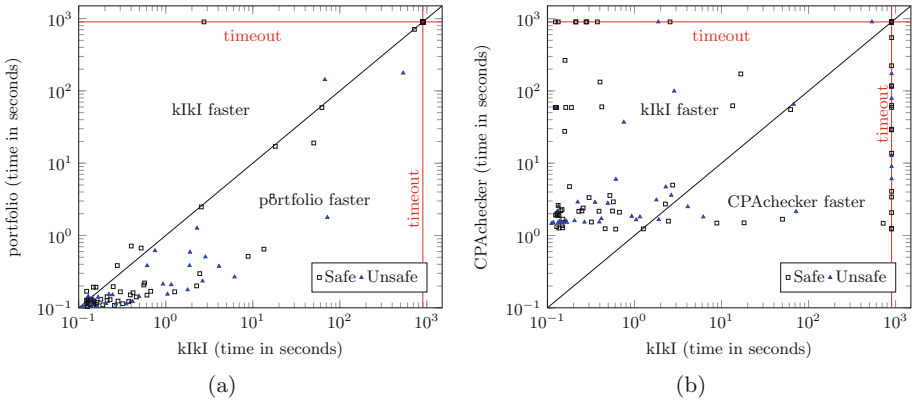 10³
10²
10¹
10⁰
10⁻¹
portfolio (time in seconds)
timeout
kIkI faster
portfolio faster
timeout
Safe Unsafe
10⁻¹ 10⁰ 10¹ 10² 10³
kIkI (time in seconds)
(a)
10³
10²
10¹
10⁰
10⁻¹
CPAchecker (time in seconds)
timeout
kIkI faster
CPAchecker faster
timeout
Safe Unsafe
10⁻¹ 10⁰ 10¹ 10² 10³
kIkI (time in seconds)
(b)